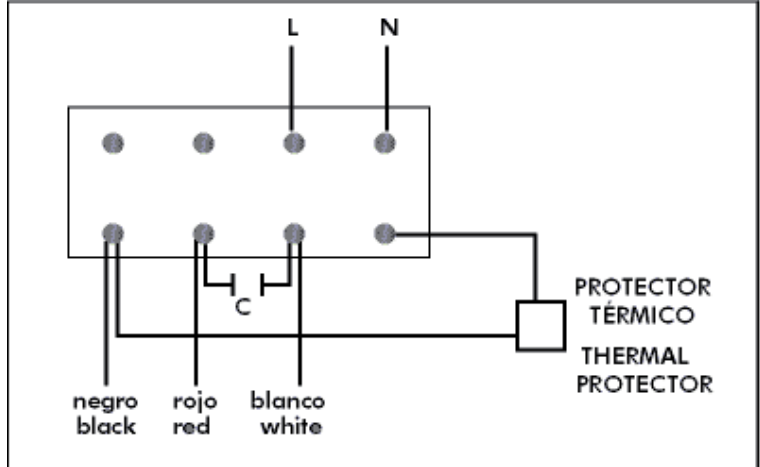 L N
C
PROTECTOR
TÉRMICO
THERMAL
PROTECTOR
negro rojo blanco
black red white